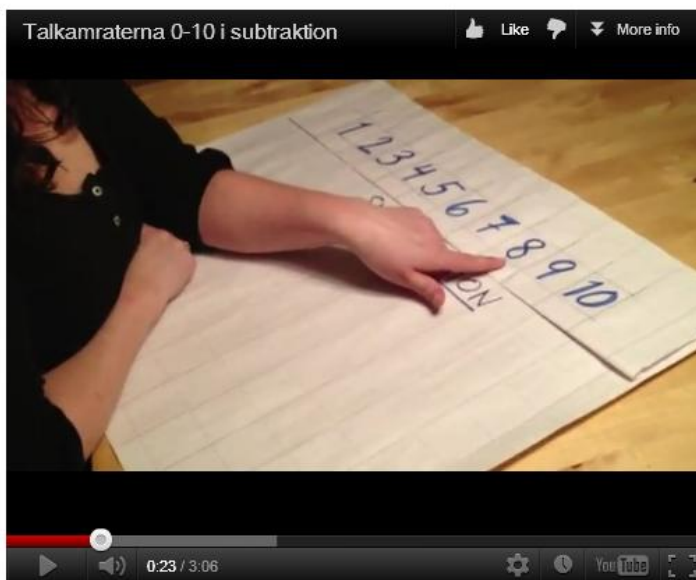 Talkamraterna 0-10 i subtraktion
Like
More info
1 2 3 4 5 6 7 8 9 10
0:23 / 3:06
YouTube